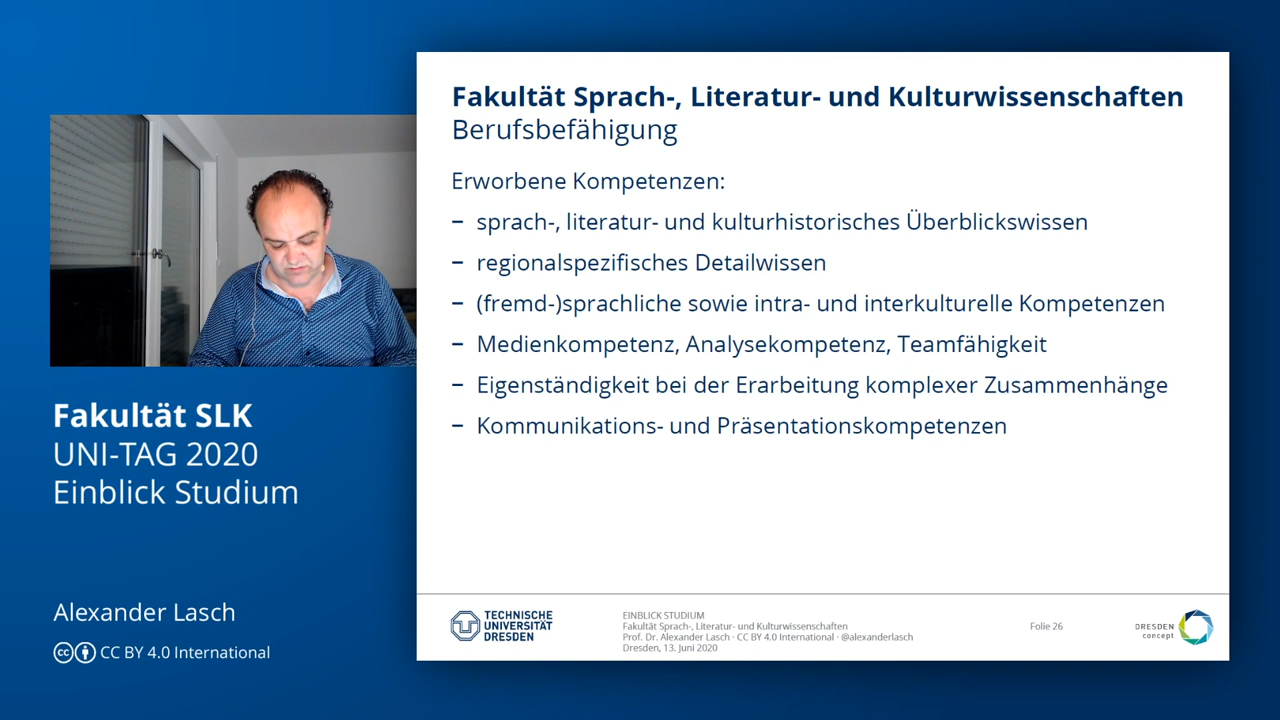 Fakultät SLK
UNI-TAG 2020
Einblick Studium
Alexander Lasch
CC BY 4.0 International
Fakultät Sprach-, Literatur- und Kulturwissenschaften
Berufsbefähigung
Erworbene Kompetenzen:
– sprach-, literatur- und kulturhistorisches Überblickswissen
– regionalspezifisches Detailwissen
– (fremd-)sprachliche sowie intra- und interkulturelle Kompetenzen
– Medienkompetenz, Analysekompetenz, Teamfähigkeit
– Eigenständigkeit bei der Erarbeitung komplexer Zusammenhänge
– Kommunikations- und Präsentationskompetenzen
TECHNISCHE
UNIVERSITÄT
DRESDEN
EINBLICK STUDIUM
Fakultät Sprach-, Literatur- und Kulturwissenschaften
Prof. Dr. Alexander Lasch · CC BY 4.0 International · @alexanderlasch
Dresden, 13. Juni 2020
Folie 26
DRESDEN
concept